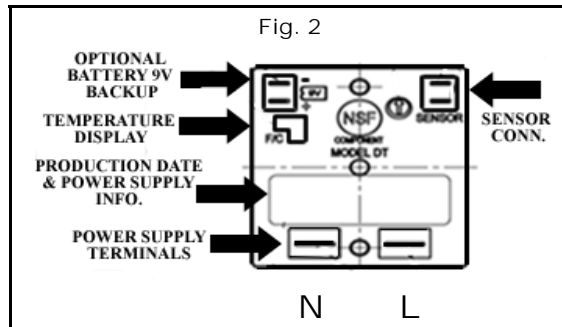 Fig. 2
OPTIONAL
BATTERY 9V
BACKUP
-
9V
+
TEMPERATURE
DISPLAY
F/C
NSF
COMPONENT
MODEL DT
SENSOR
SENSOR
CONN.
PRODUCTION DATE
& POWER SUPPLY
INFO.
POWER SUPPLY
TERMINALS
N L